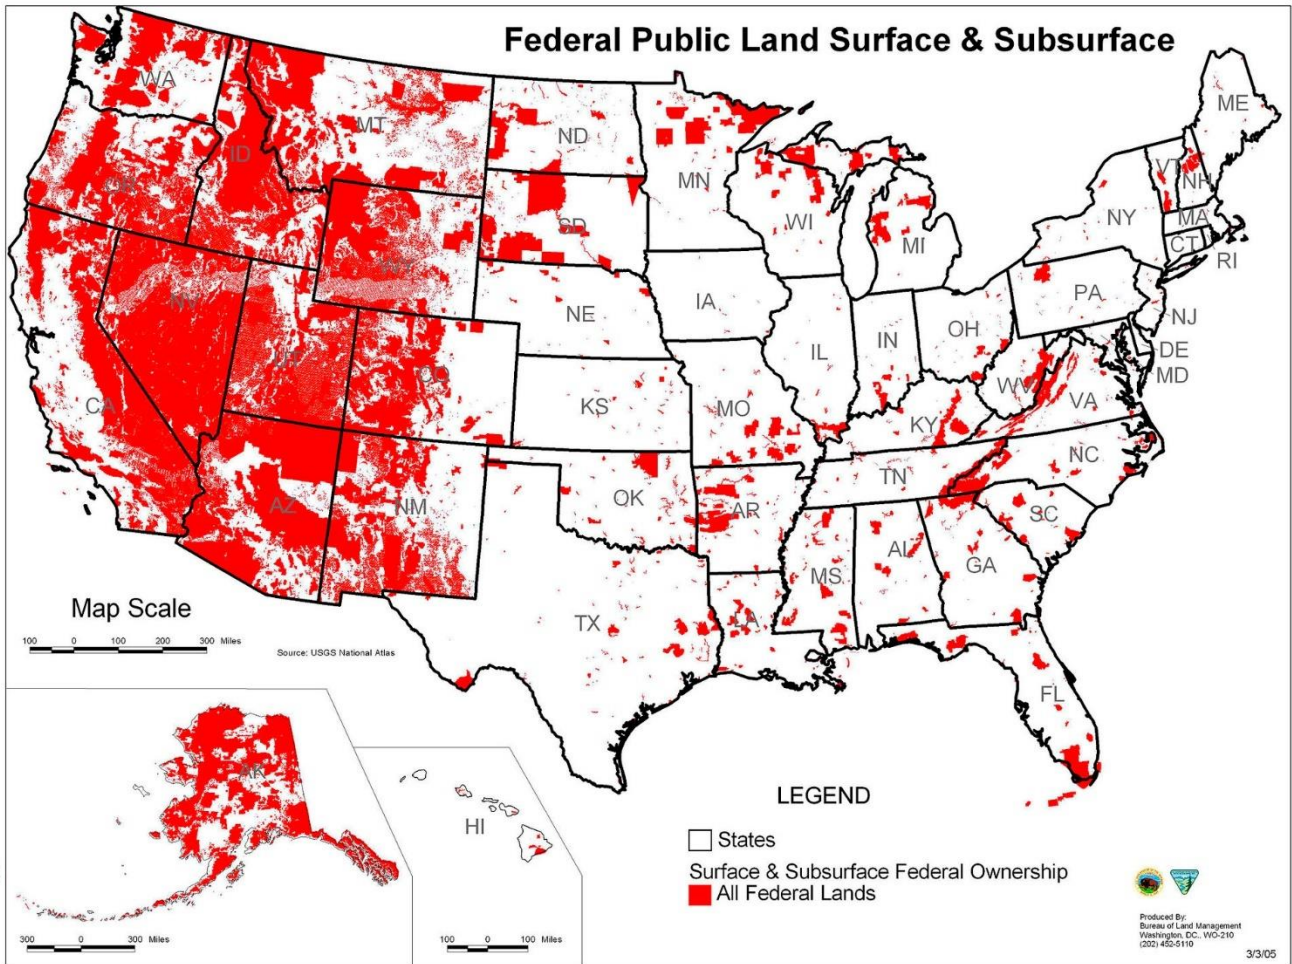 Federal Public Land Surface & Subsurface
WA
MT
ND
MN
ME
OR
ID
SD
WI
MI
NY
VT
NH
MA
CT
RI
WY
NE
IA
PA
NJ
NV
UT
CO
KS
MO
IL
IN
OH
WV
VA
DE
MD
CA
KY
AZ
NM
OK
AR
TN
NC
SC
TX
LA
MS
AL
GA
FL
Map Scale
100 0 100 200 300 Miles
Source: USGS National Atlas
AK
HI
300 0 300 Miles
100 0 100 Miles
LEGEND
States
Surface & Subsurface Federal Ownership
All Federal Lands
Produced By:
Bureau of Land Management
Washington, DC., WO-210
(202) 452-5110
3/3/05